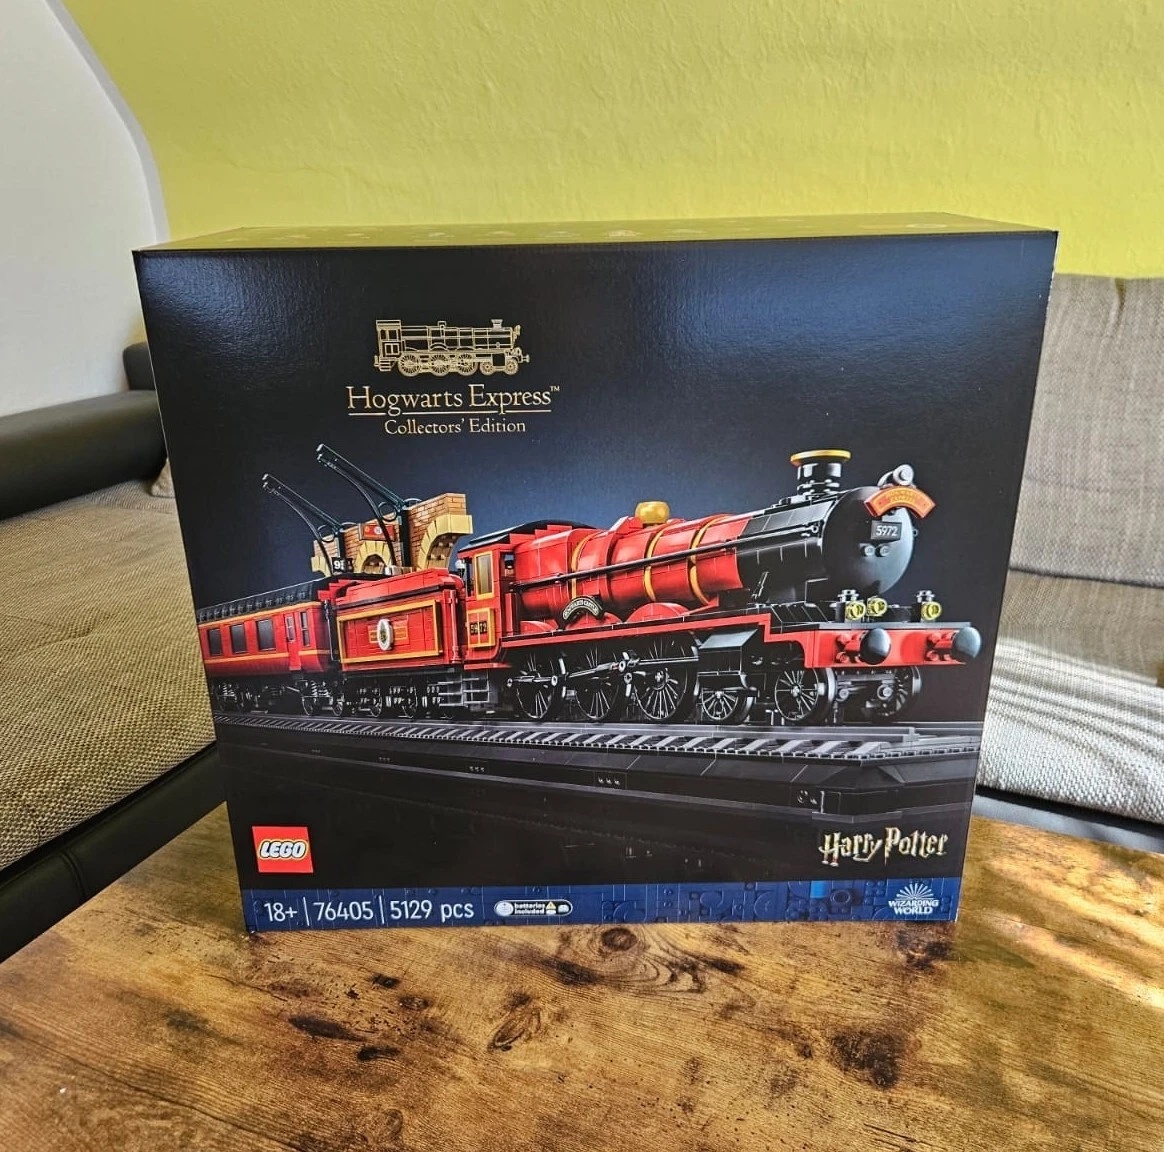 Hogwarts Express™
Collectors' Edition
5972
LEGO
Harry Potter
18+ | 76405 | 5129 pcs
batteries
included
WIZARDING
WORLD